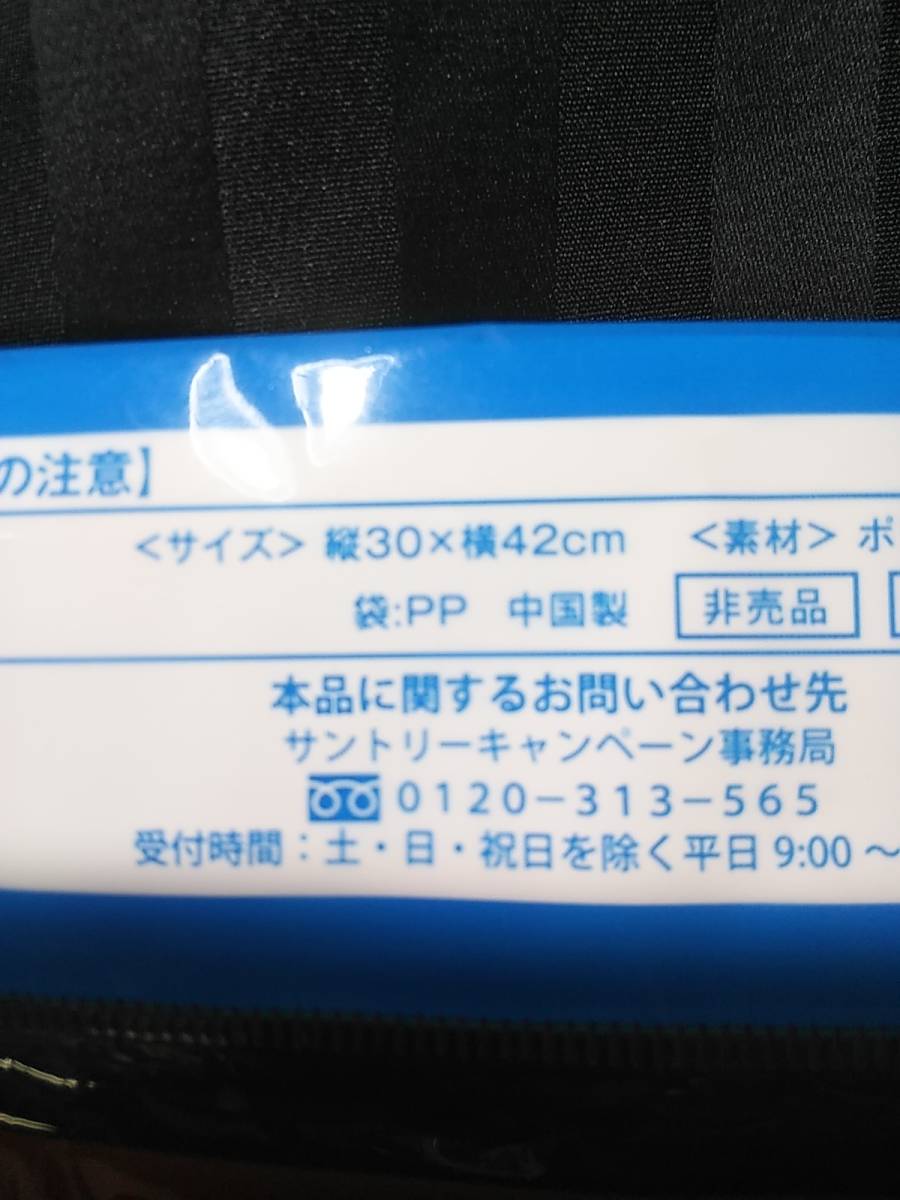 の注意】
＜サイズ＞ 縦30×横42cm ＜素材＞ ポ
袋:PP 中国製 非売品
本品に関するお問い合わせ先
サントリーキャンペーン事務局
0120-313-565
受付時間：土・日・祝日を除く平日 9:00～